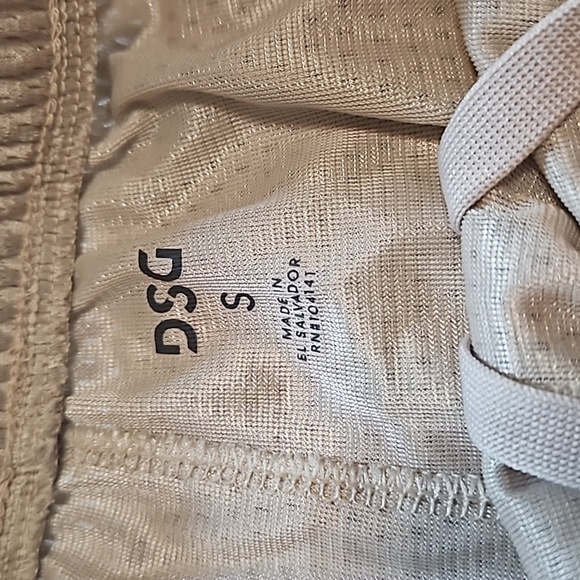 DSG
S
MADE IN
EL SALVADOR
RN#104141